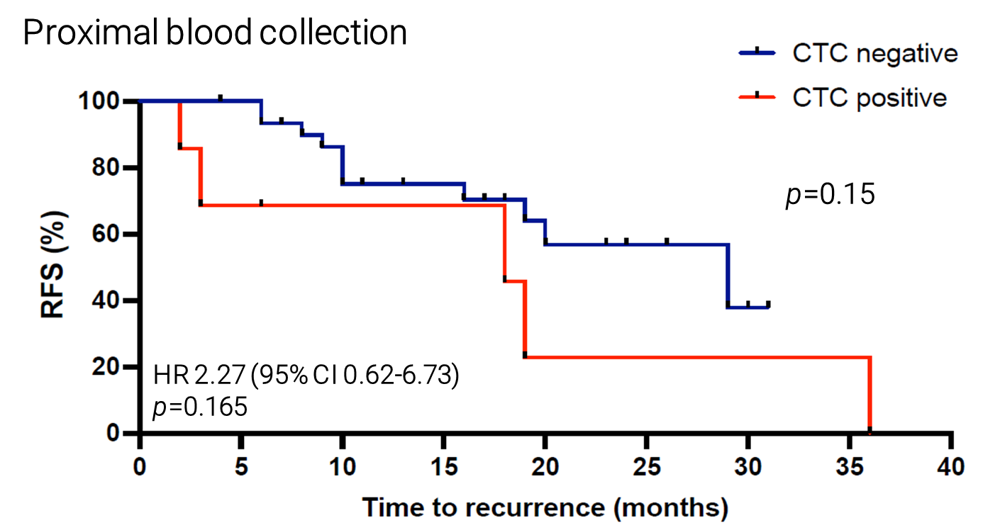 Proximal blood collection
CTC negative
CTC positive
100
80
60
40
20
0
RFS (%)
p=0.15
HR 2.27 (95% CI 0.62-6.73)
p=0.165
0 5 10 15 20 25 30 35 40
Time to recurrence (months)